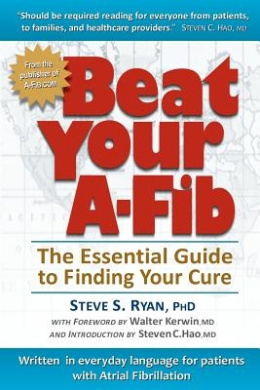 "Should be required reading for everyone from patients,
to families, and healthcare providers." STEVEN C. HAO, MD
From the
publisher of
A-FIB.COM
Beat
Your
A-Fib
The Essential Guide
to Finding Your Cure
STEVE S. RYAN, PHD
WITH FOREWORD BY Walter Kerwin, MD
AND INTRODUCTION BY Steven C. Hao, MD
Written in everyday language for patients
with Atrial Fibrillation